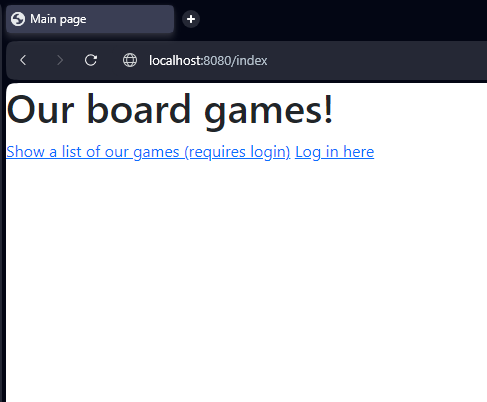 Main page
localhost:8080/index
Our board games!
Show a list of our games (requires login) Log in here